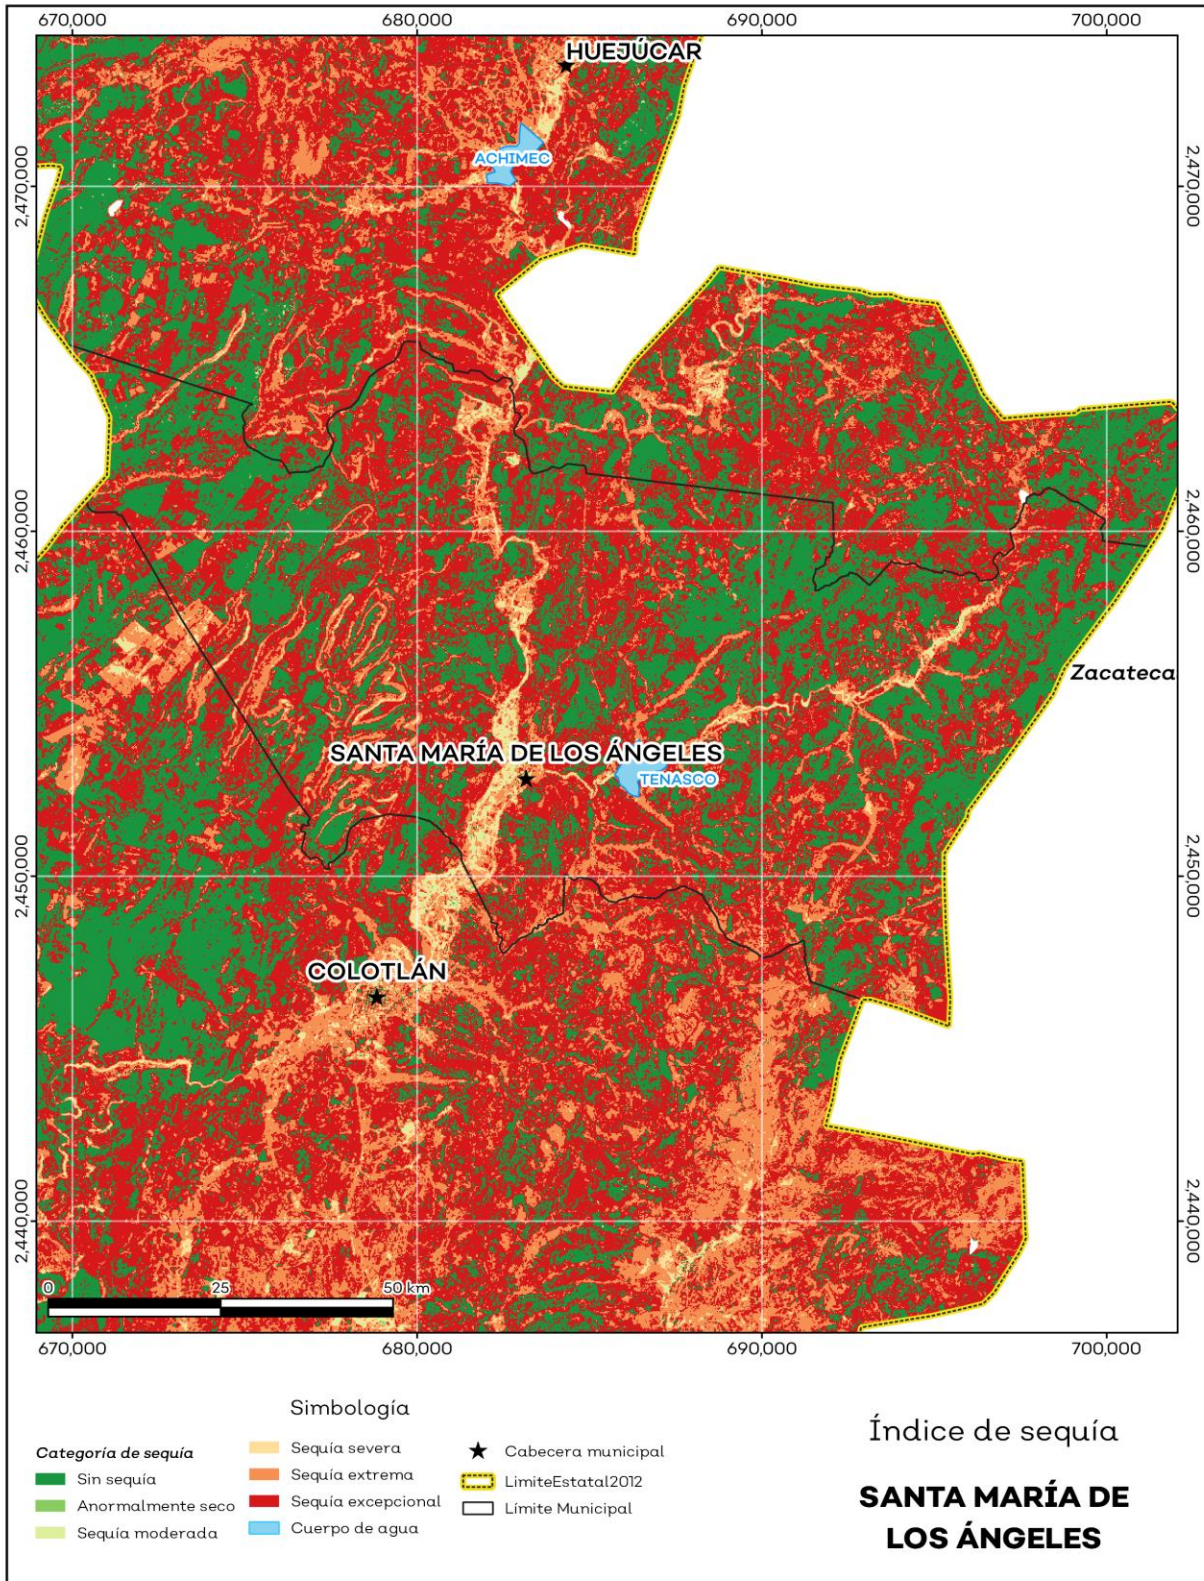 670,000 680,000 690,000 700,000
HUEJÚCAR
ACHIMEC
2,470,000 2,470,000
2,460,000 2,460,000
Zacateca
SANTA MARÍA DE LOS ÁNGELES
TENASCO
2,450,000 2,450,000
COLOTLÁN
2,440,000 2,440,000
0 25 50 km
670,000 680,000 690,000 700,000
Simbología
Categoría de sequía
Sin sequía
Anormalmente seco
Sequía moderada
Sequía severa
Sequía extrema
Sequía excepcional
Cuerpo de agua
Cabecera municipal
LimiteEstatal2012
Límite Municipal
Índice de sequía
SANTA MARÍA DE
LOS ÁNGELES